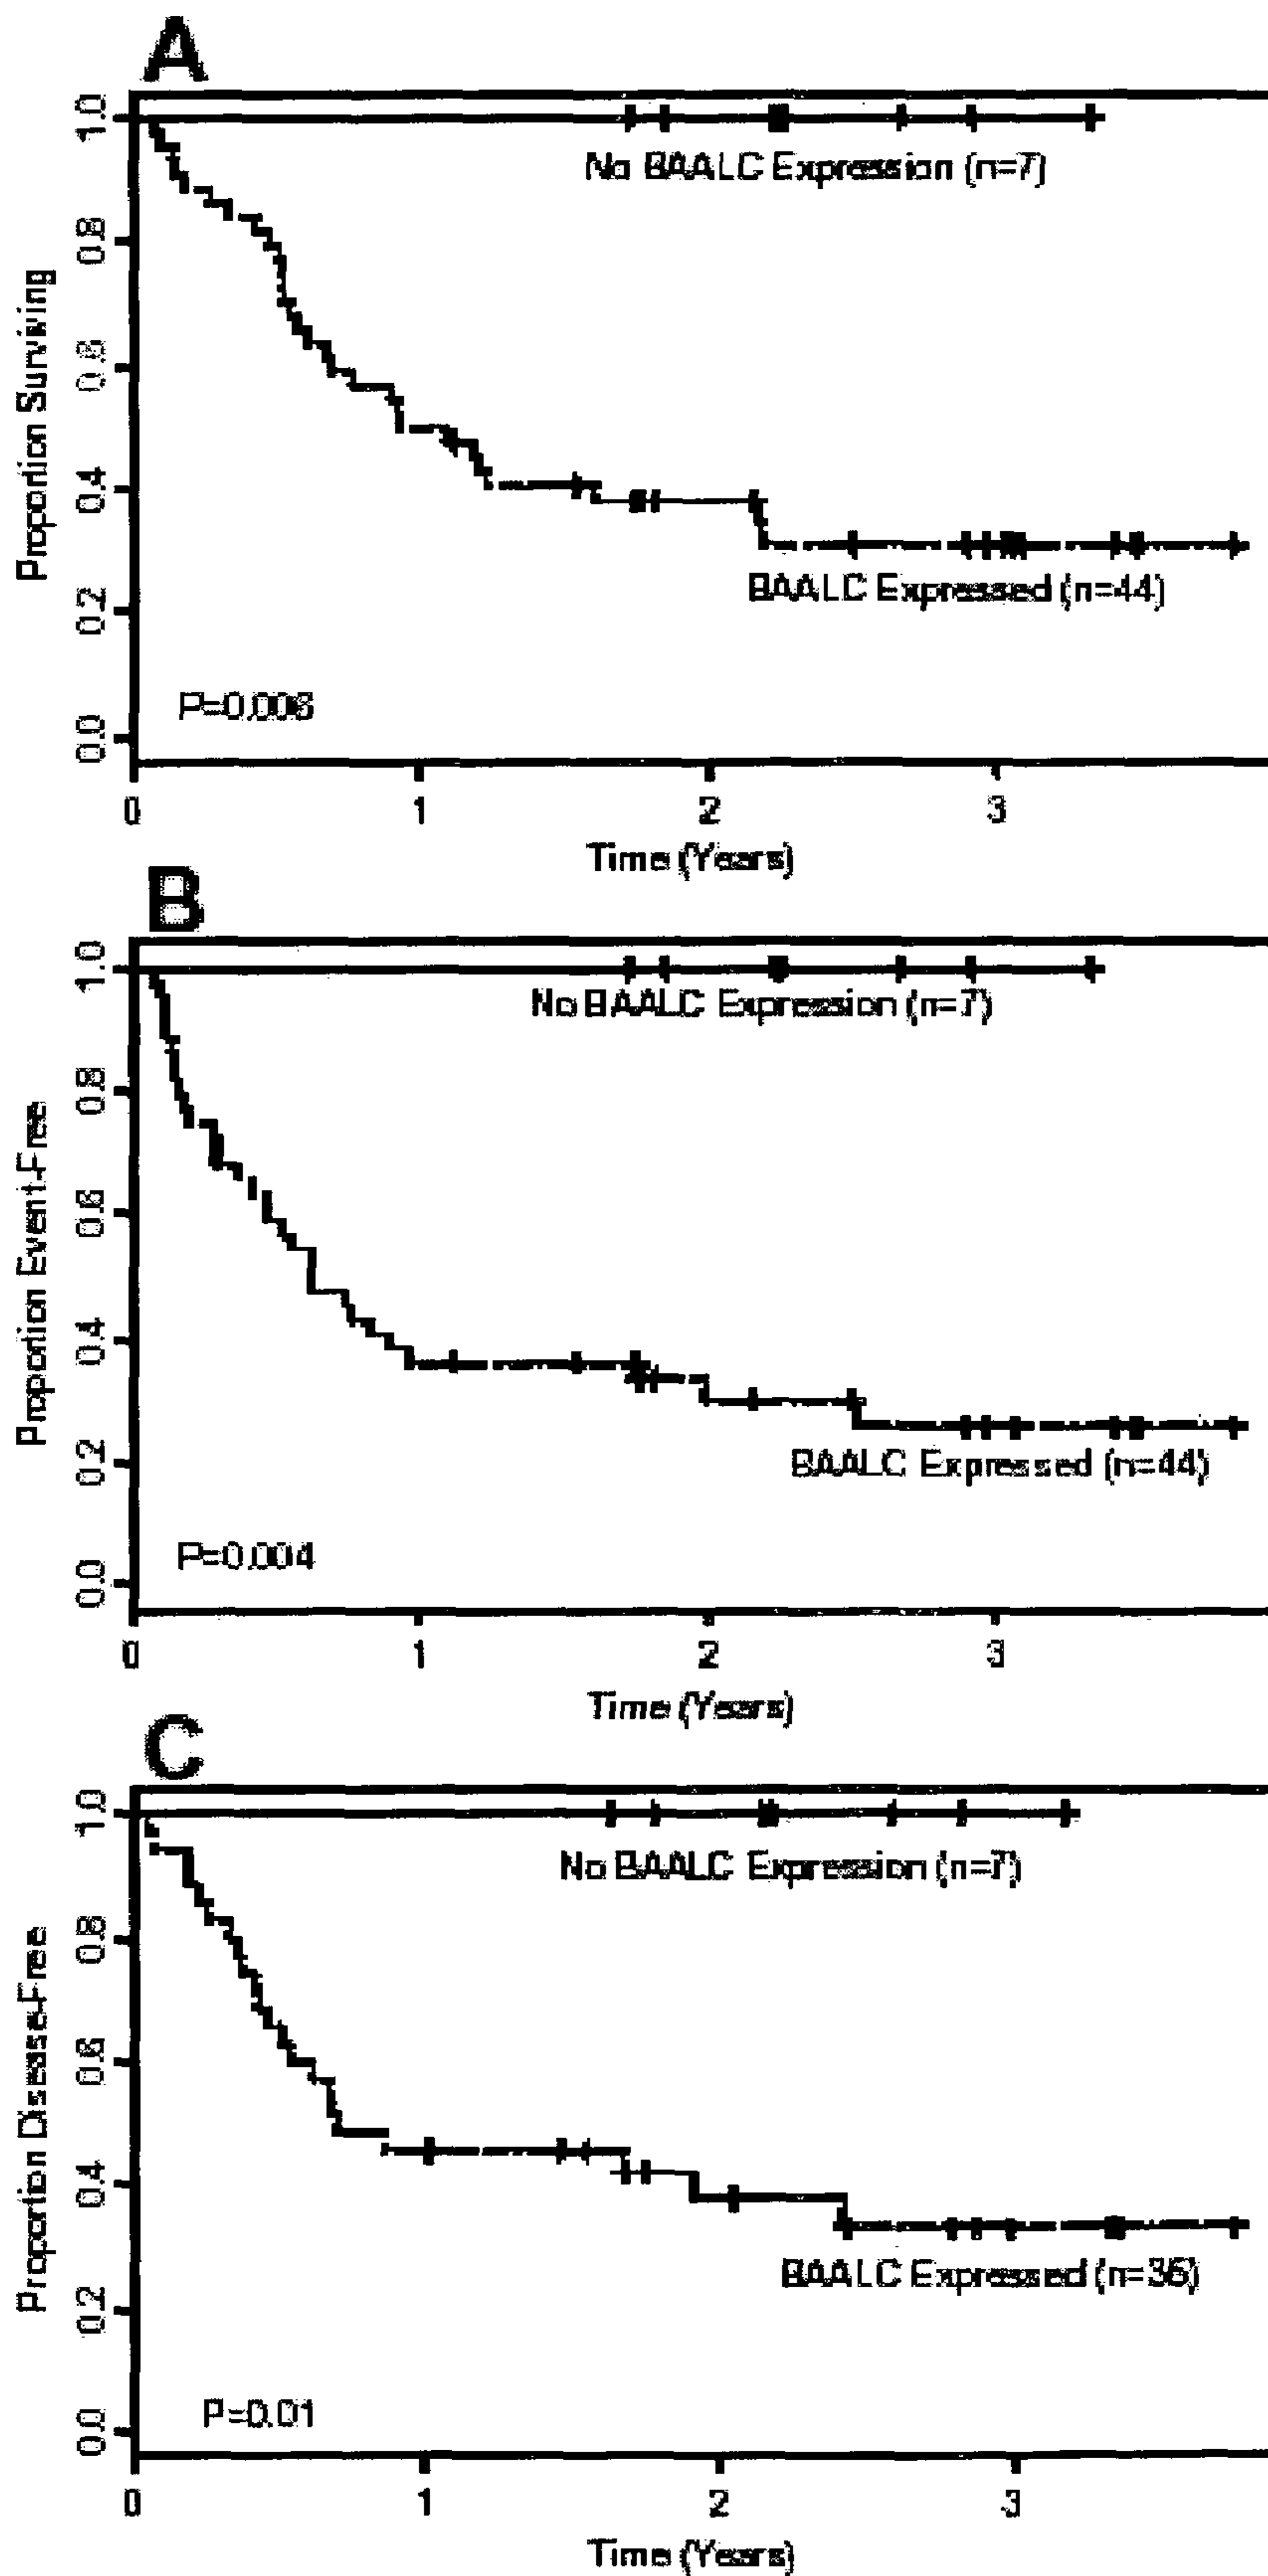 A
Proportion Surviving
1.0
0.8
0.6
0.4
0.2
0.0
No BAALC Expression (n=7)
BAALC Expressed (n=44)
P=0.006
0 1 2 3
Time (Years)
B
Proportion Event-Free
1.0
0.8
0.6
0.4
0.2
0.0
No BAALC Expression (n=7)
BAALC Expressed (n=44)
P=0.004
0 1 2 3
Time (Years)
C
Proportion Disease-Free
1.0
0.8
0.6
0.4
0.2
0.0
No BAALC Expression (n=7)
BAALC Expressed (n=35)
P=0.01
0 1 2 3
Time (Years)